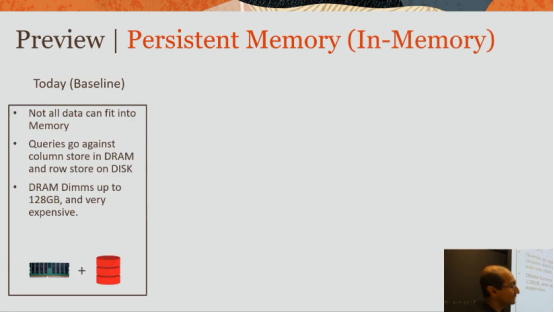 Preview | Persistent Memory (In-Memory)
Today (Baseline)
• Not all data can fit into
Memory
• Queries go against
column store in DRAM
and row store on DISK
• DRAM Dimms up to
128GB, and very
expensive.
+